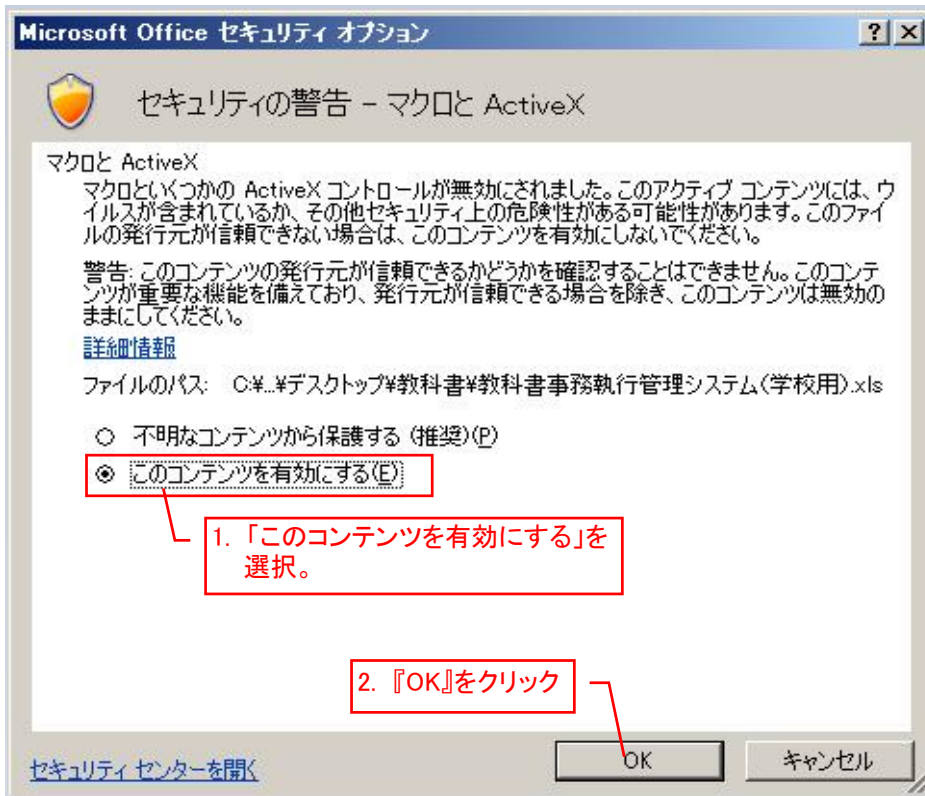 Microsoft Office セキュリティ オプション
セキュリティの警告 - マクロと ActiveX
マクロと ActiveX
マクロといくつかの ActiveX コントロールが無効にされました。このアクティブ コンテンツには、ウ
イルスが含まれているか、その他セキュリティ上の危険性がある可能性があります。このファイ
ルの発行元が信頼できない場合は、このコンテンツを有効にしないでください。
警告: このコンテンツの発行元が信頼できるかどうかを確認することはできません。このコンテ
ンツが重要な機能を備えており、発行元が信頼できる場合を除き、このコンテンツは無効の
ままにしてください。
詳細情報
ファイルのパス: C:¥...¥デスクトップ¥教科書¥教科書事務執行管理システム(学校用).xls
不明なコンテンツから保護する (推奨)(P)
このコンテンツを有効にする(E)
1. 「このコンテンツを有効にする」を
選択。
2. 『OK』をクリック
セキュリティ センターを開く
OK
キャンセル